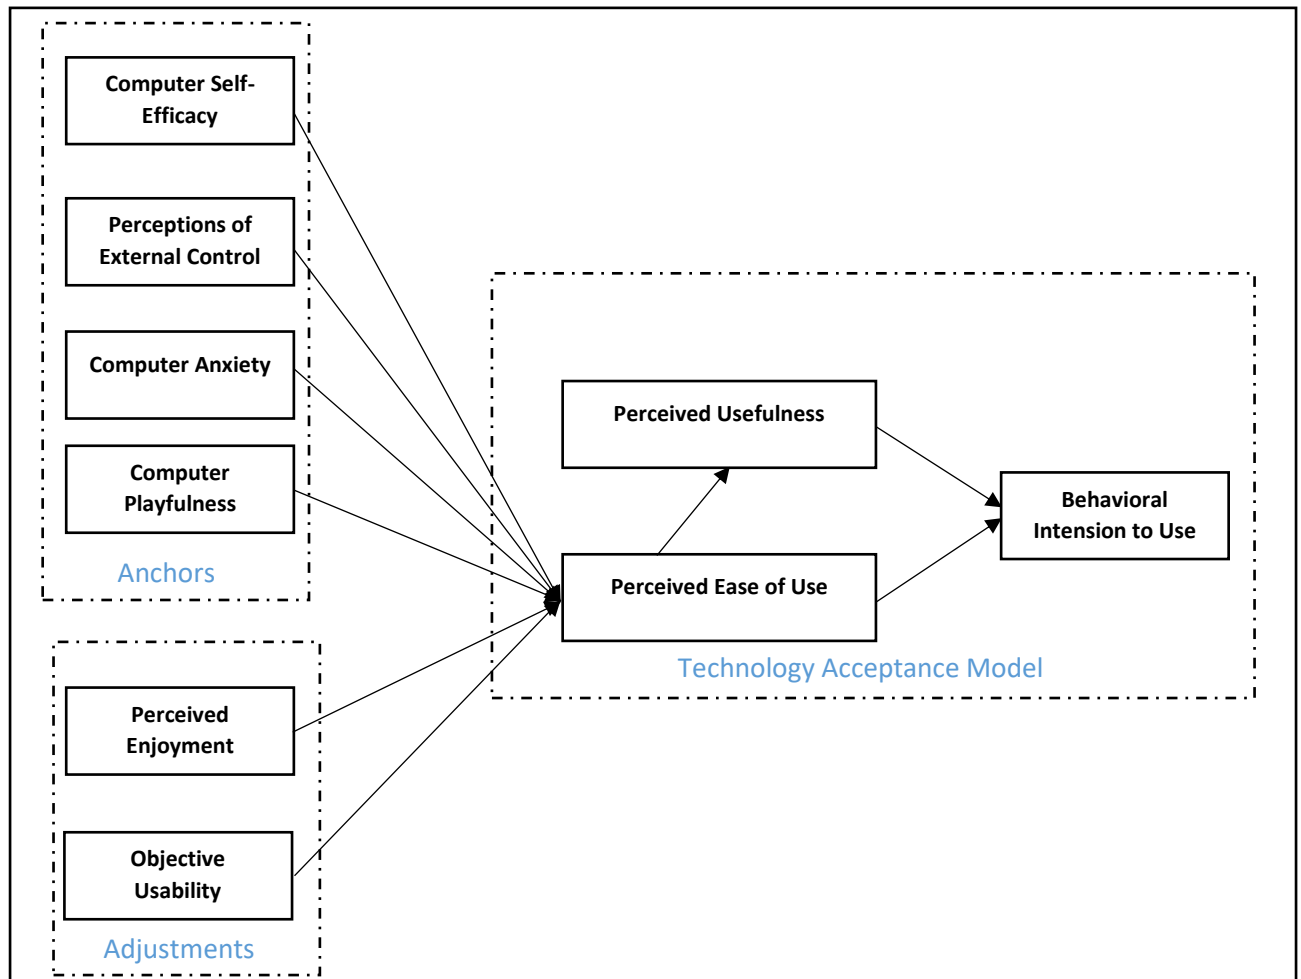 Computer Self-
Efficacy
Perceptions of
External Control
Computer Anxiety
Computer
Playfulness
Anchors
Perceived Usefulness
Behavioral
Intension to Use
Perceived Ease of Use
Technology Acceptance Model
Perceived
Enjoyment
Objective
Usability
Adjustments